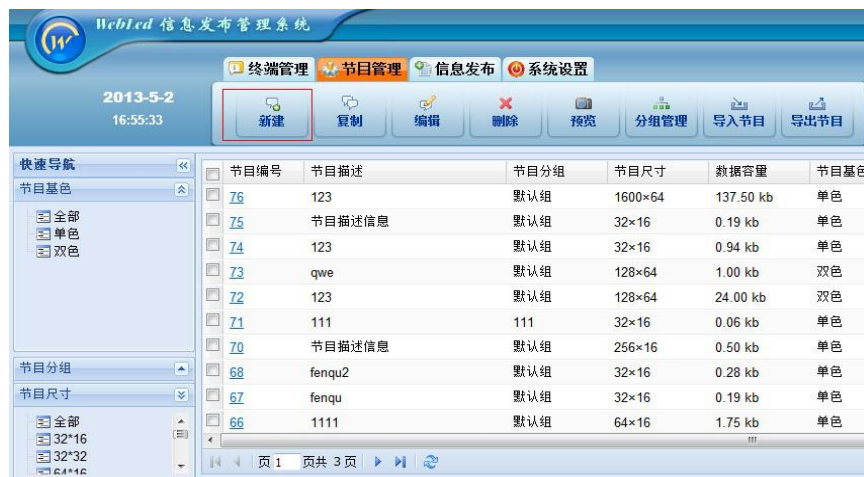 WebLed 信息发布管理系统
终端管理 节目管理 信息发布 系统设置
2013-5-2
16:55:33
新建 复制 编辑 删除 预览 分组管理 导入节目 导出节目
快速导航
节目基色
全部
单色
双色
节目分组
节目尺寸
全部
32*16
32*32
64*16
节目编号 节目描述 节目分组 节目尺寸 数据容量 节目基色
76 123 默认组 1600×64 137.50 kb 单色
75 节目描述信息 默认组 32×16 0.19 kb 单色
74 123 默认组 32×16 0.94 kb 单色
73 qwe 默认组 128×64 1.00 kb 双色
72 123 默认组 128×64 24.00 kb 双色
71 111 111 32×16 0.06 kb 单色
70 节目描述信息 默认组 256×16 0.50 kb 单色
68 fenqu2 默认组 32×16 0.28 kb 单色
67 fenqu 默认组 32×16 0.19 kb 单色
66 1111 默认组 64×16 1.75 kb 单色
页 1 页共 3 页